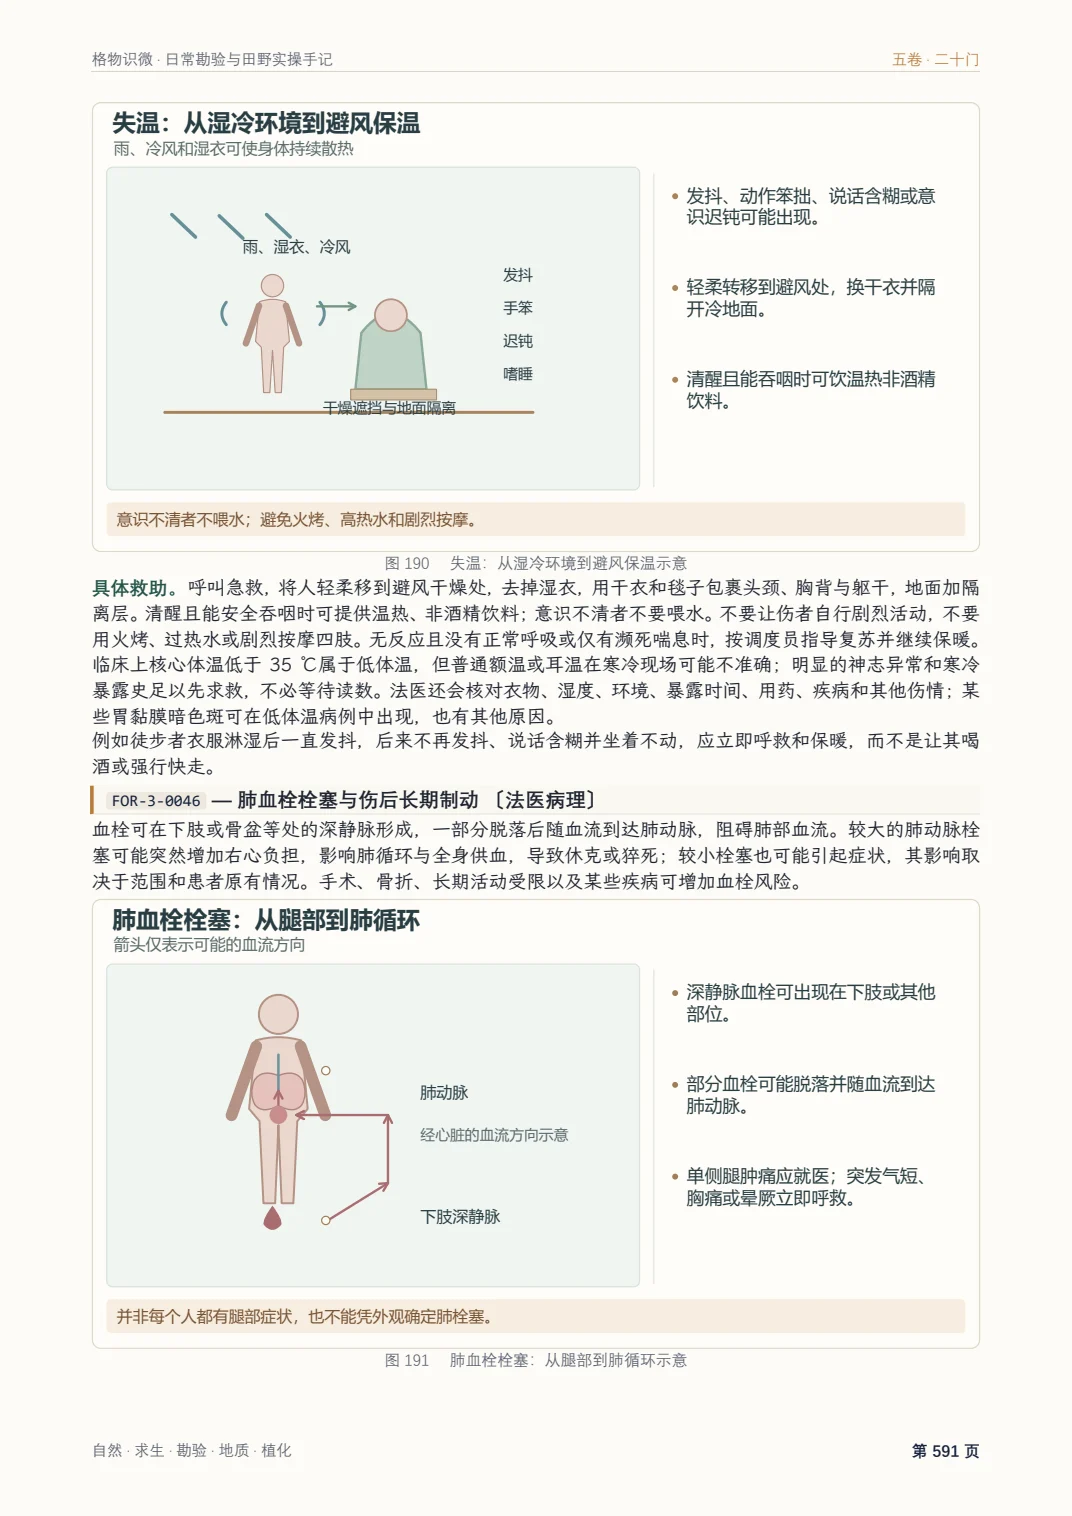 格物识微 · 日常勘验与田野实操手记
五卷 · 二十门
失温：从湿冷环境到避风保温
雨、冷风和湿衣可使身体持续散热
雨、湿衣、冷风
发抖
手笨
迟钝
嗜睡
干燥遮挡与地面隔离
发抖、动作笨拙、说话含糊或意
识迟钝可能出现。
轻柔转移到避风处，换干衣并隔
开冷地面。
清醒且能吞咽时可饮温热非酒精
饮料。
意识不清者不喂水；避免火烤、高热水和剧烈按摩。
图 190 失温：从湿冷环境到避风保温示意
具体救助。呼叫急救，将人轻柔移到避风干燥处，去掉湿衣，用干衣和毯子包裹头颈、胸背与躯干，地面加隔
离层。清醒且能安全吞咽时可提供温热、非酒精饮料；意识不清者不要喂水。不要让伤者自行剧烈活动，不要
用火烤、过热水或剧烈按摩四肢。无反应且没有正常呼吸或仅有濒死喘息时，按调度员指导复苏并继续保暖。
临床上核心体温低于 35 ℃属于低体温，但普通额温或耳温在寒冷现场可能不准确；明显的神志异常和寒冷
暴露史足以先求救，不必等待读数。法医还会核对衣物、湿度、环境、暴露时间、用药、疾病和其他伤情；某
些胃黏膜暗色斑可在低体温病例中出现，也有其他原因。
例如徒步者衣服淋湿后一直发抖，后来不再发抖、说话含糊并坐着不动，应立即呼救和保暖，而不是让其喝
酒或强行快走。
FOR-3-0046 — 肺血栓栓塞与伤后长期制动 〔法医病理〕
血栓可在下肢或骨盆等处的深静脉形成，一部分脱落后随血流到达肺动脉，阻碍肺部血流。较大的肺动脉栓
塞可能突然增加右心负担，影响肺循环与全身供血，导致休克或猝死；较小栓塞也可能引起症状，其影响取
决于范围和患者原有情况。手术、骨折、长期活动受限以及某些疾病可增加血栓风险。
肺血栓栓塞：从腿部到肺循环
箭头仅表示可能的血流方向
肺动脉
经心脏的血流方向示意
下肢深静脉
深静脉血栓可出现在下肢或其他
部位。
部分血栓可能脱落并随血流到达
肺动脉。
单侧腿肿痛应就医；突发气短、
胸痛或晕厥立即呼救。
并非每个人都有腿部症状，也不能凭外观确定肺栓塞。
图 191 肺血栓栓塞：从腿部到肺循环示意
自然 · 求生 · 勘验 · 地质 · 植化
第 591 页